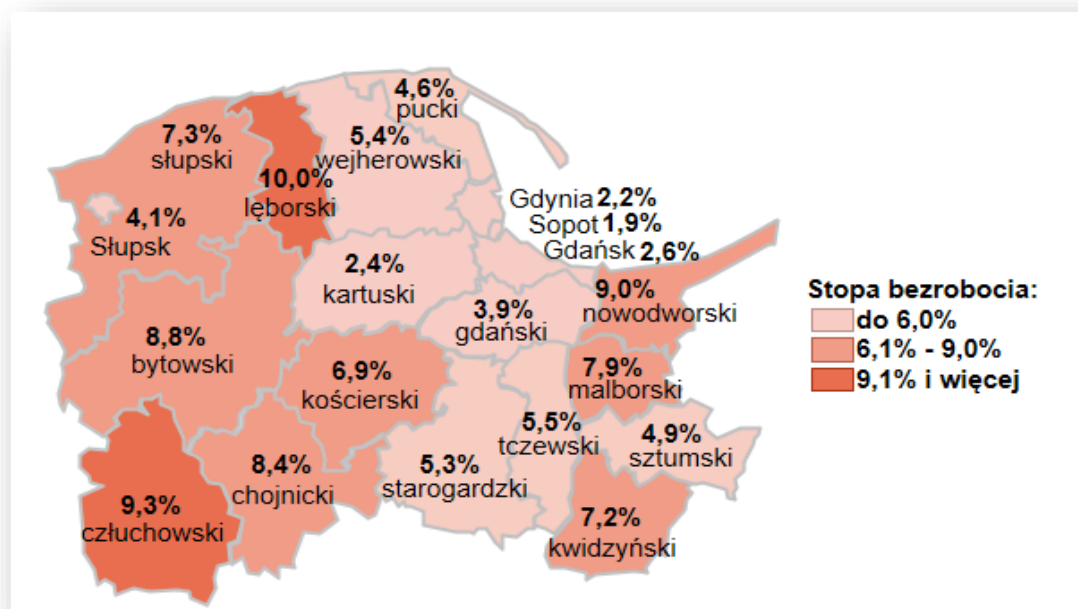 4,6%
pucki
7,3%
słupski
5,4%
wejherowski
10,0%
lęborski
Gdynia 2,2%
Sopot 1,9%
Gdańsk 2,6%
4,1%
Słupsk
2,4%
kartuski
9,0%
nowodworski
3,9%
gdański
8,8%
bytowski
6,9%
kościerski
7,9%
malborski
5,5%
tczewski
4,9%
sztumski
8,4%
chojnicki
5,3%
starogardzki
9,3%
człuchowski
7,2%
kwidzyński
Stopa bezrobocia:
do 6,0%
6,1% - 9,0%
9,1% i więcej